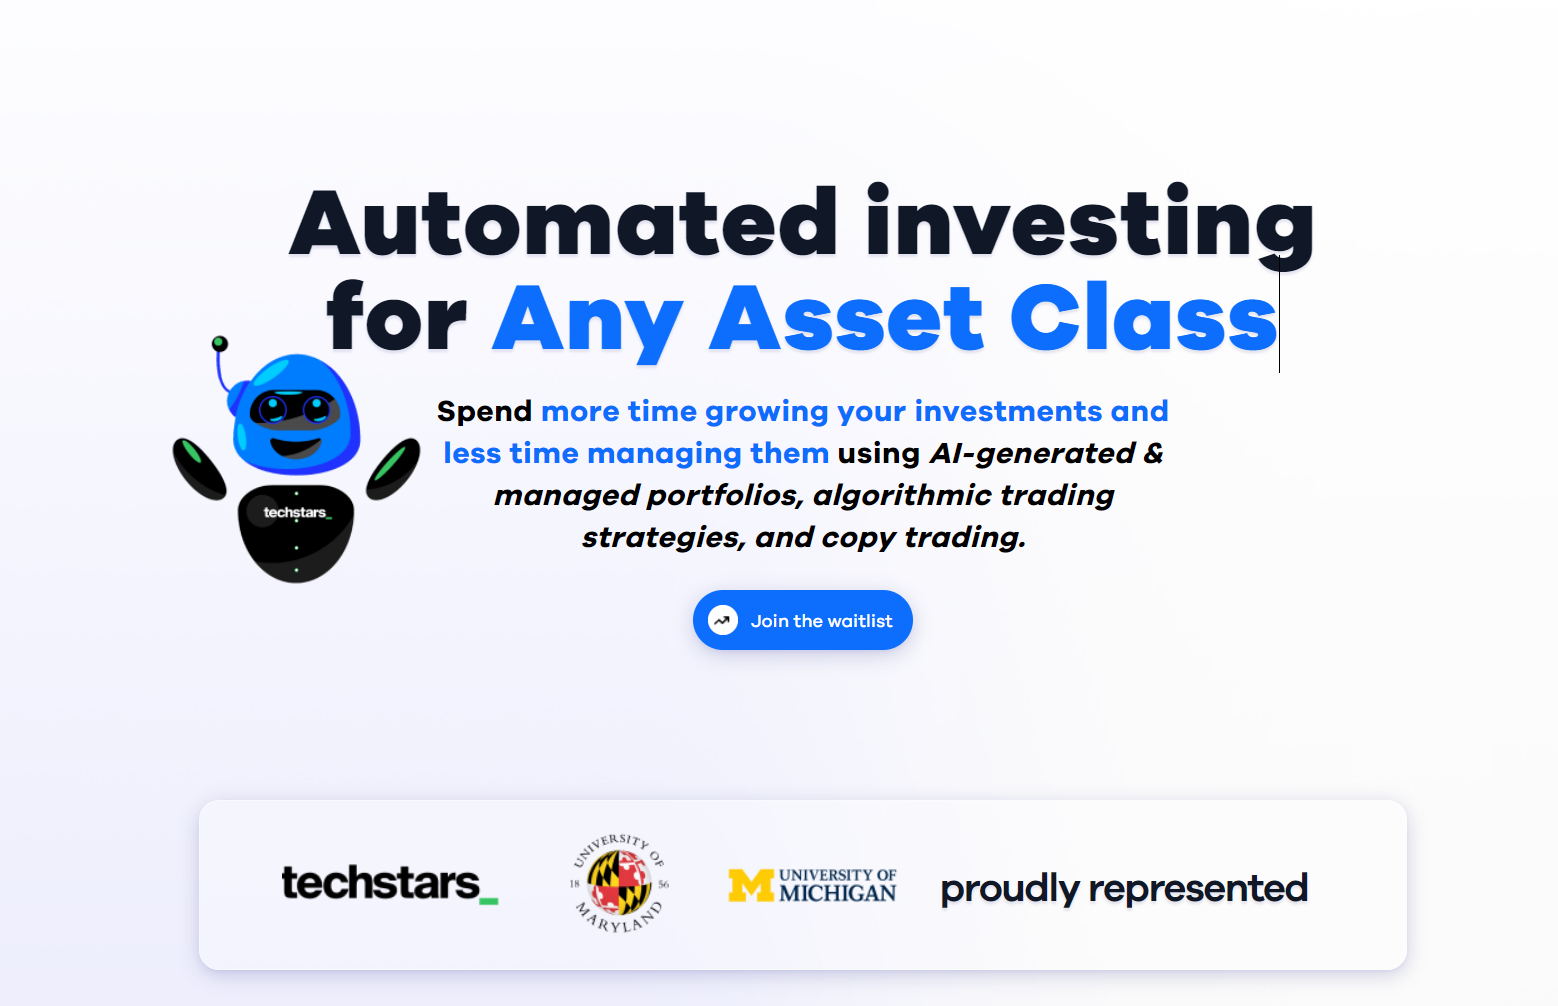 Automated investing
for Any Asset Class
Spend more time growing your investments and
less time managing them using AI-generated &
managed portfolios, algorithmic trading
strategies, and copy trading.
techstars_
Join the waitlist
techstars_
UNIVERSITY OF
18 56
MARYLAND
M UNIVERSITY OF
MICHIGAN
proudly represented